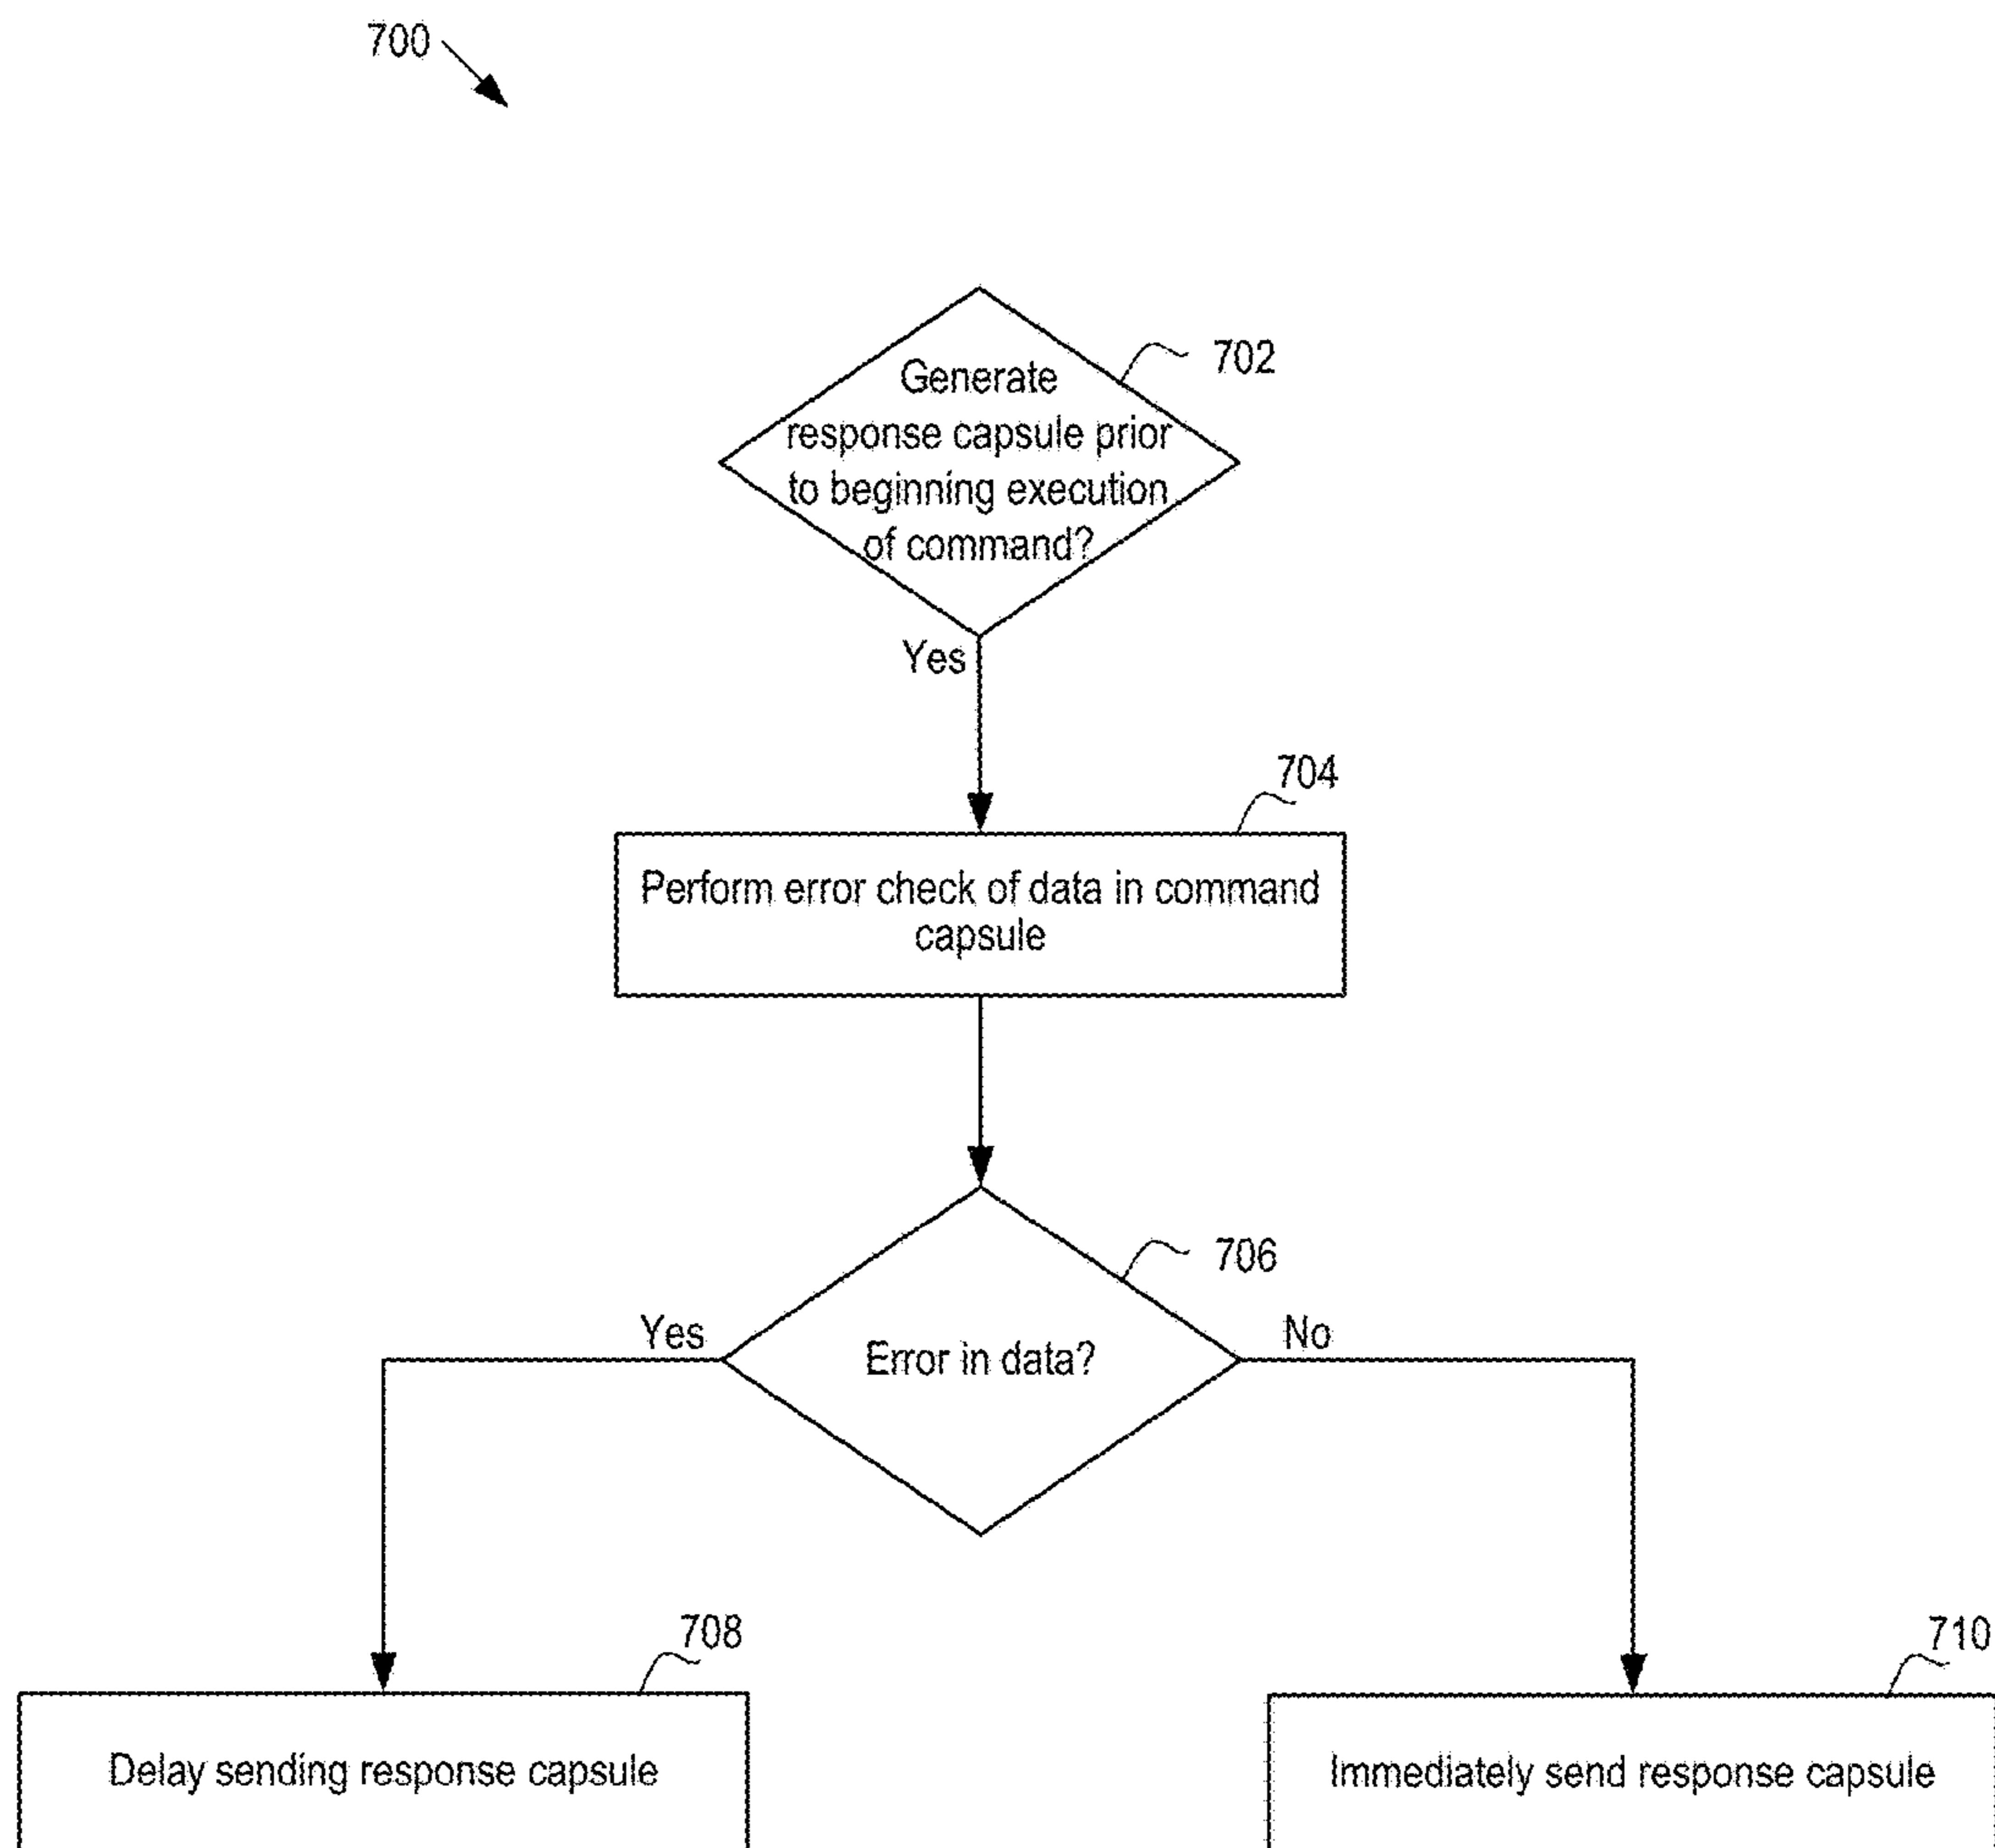 700
702
Generate
response capsule prior
to beginning execution
of command?
Yes
704
Perform error check of data in command
capsule
706
Yes
Error in data?
No
708
710
Delay sending response capsule
Immediately send response capsule